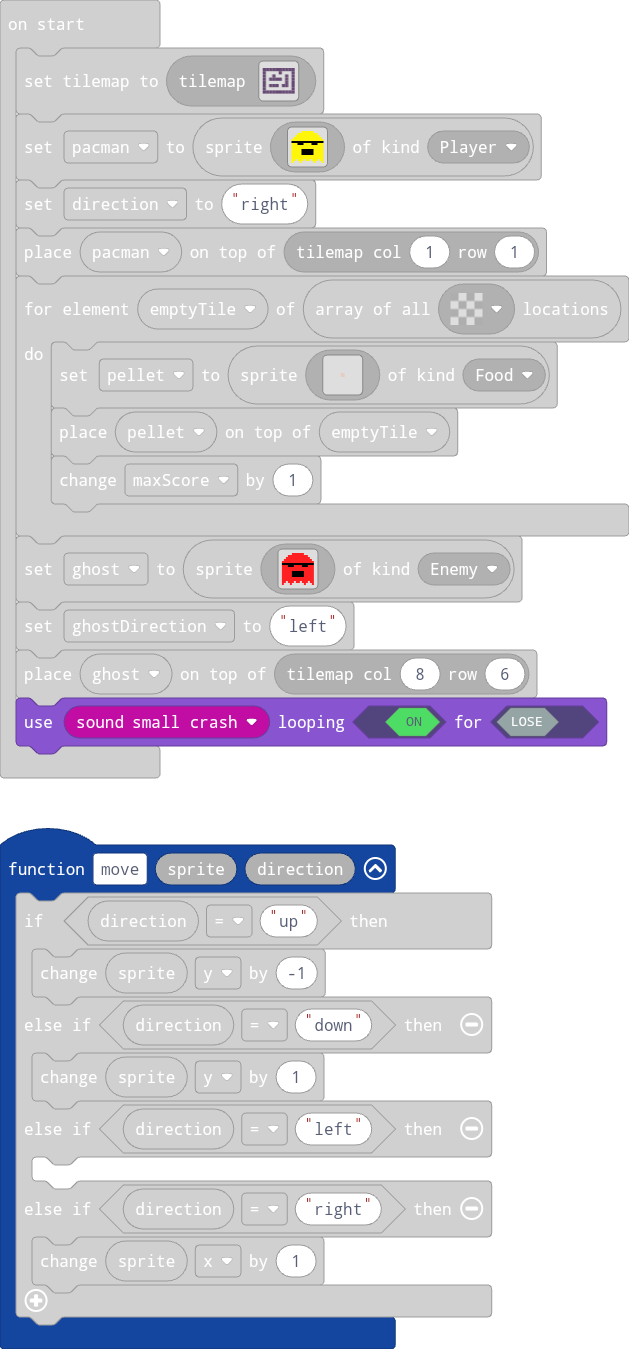 on start
set tilemap to tilemap
set pacman to sprite of kind Player
set direction to "right"
place pacman on top of tilemap col 1 row 1
for element emptyTile of array of all locations
do
set pellet to sprite of kind Food
place pellet on top of emptyTile
change maxScore by 1
set ghost to sprite of kind Enemy
set ghostDirection to "left"
place ghost on top of tilemap col 8 row 6
use sound small crash looping ON for LOSE
function move sprite direction
if direction = "up" then
change sprite y by -1
else if direction = "down" then
change sprite y by 1
else if direction = "left" then
else if direction = "right" then
change sprite x by 1